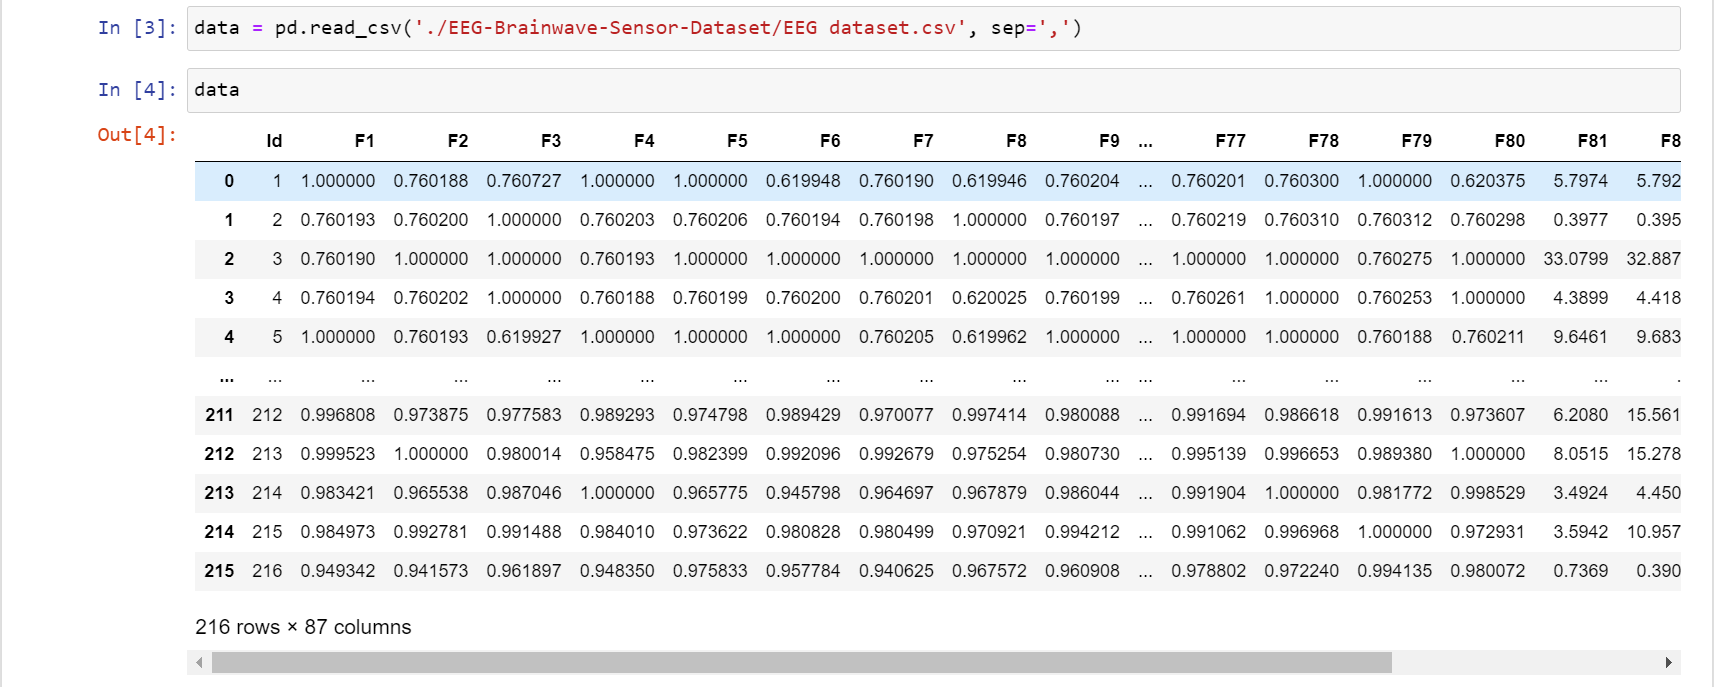 In [3]: data = pd.read_csv('./EEG-Brainwave-Sensor-Dataset/EEG dataset.csv', sep=',')
In [4]: data
Out[4]:
Id F1 F2 F3 F4 F5 F6 F7 F8 F9 ... F77 F78 F79 F80 F81 F8
0 1 1.000000 0.760188 0.760727 1.000000 1.000000 0.619948 0.760190 0.619946 0.760204 ... 0.760201 0.760300 1.000000 0.620375 5.7974 5.792
1 2 0.760193 0.760200 1.000000 0.760203 0.760206 0.760194 0.760198 1.000000 0.760197 ... 0.760219 0.760310 0.760312 0.760298 0.3977 0.395
2 3 0.760190 1.000000 1.000000 0.760193 1.000000 1.000000 1.000000 1.000000 1.000000 ... 1.000000 1.000000 0.760275 1.000000 33.0799 32.887
3 4 0.760194 0.760202 1.000000 0.760188 0.760199 0.760200 0.760201 0.620025 0.760199 ... 0.760261 1.000000 0.760253 1.000000 4.3899 4.418
4 5 1.000000 0.760193 0.619927 1.000000 1.000000 1.000000 0.760205 0.619962 1.000000 ... 1.000000 1.000000 0.760188 0.760211 9.6461 9.683
... ... ... ... ... ... ... ... ... ... ... ... ... ... ... ... ... .
211 212 0.996808 0.973875 0.977583 0.989293 0.974798 0.989429 0.970077 0.997414 0.980088 ... 0.991694 0.986618 0.991613 0.973607 6.2080 15.561
212 213 0.999523 1.000000 0.980014 0.958475 0.982399 0.992096 0.992679 0.975254 0.980730 ... 0.995139 0.996653 0.989380 1.000000 8.0515 15.278
213 214 0.983421 0.965538 0.987046 1.000000 0.965775 0.945798 0.964697 0.967879 0.986044 ... 0.991904 1.000000 0.981772 0.998529 3.4924 4.450
214 215 0.984973 0.992781 0.991488 0.984010 0.973622 0.980828 0.980499 0.970921 0.994212 ... 0.991062 0.996968 1.000000 0.972931 3.5942 10.957
215 216 0.949342 0.941573 0.961897 0.948350 0.975833 0.957784 0.940625 0.967572 0.960908 ... 0.978802 0.972240 0.994135 0.980072 0.7369 0.390
216 rows × 87 columns